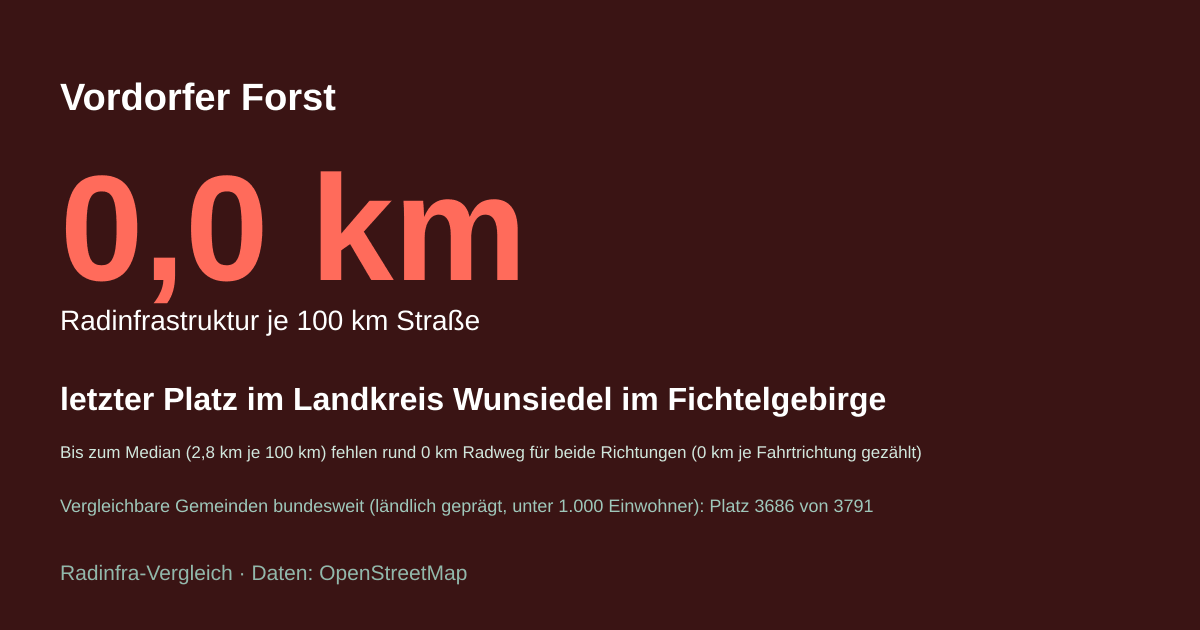 Vordorfer Forst
0,0 km
Radinfrastruktur je 100 km Straße
letzter Platz im Landkreis Wunsiedel im Fichtelgebirge
Bis zum Median (2,8 km je 100 km) fehlen rund 0 km Radweg für beide Richtungen (0 km je Fahrtrichtung gezählt)
Vergleichbare Gemeinden bundesweit (ländlich geprägt, unter 1.000 Einwohner): Platz 3686 von 3791
Radinfra-Vergleich · Daten: OpenStreetMap